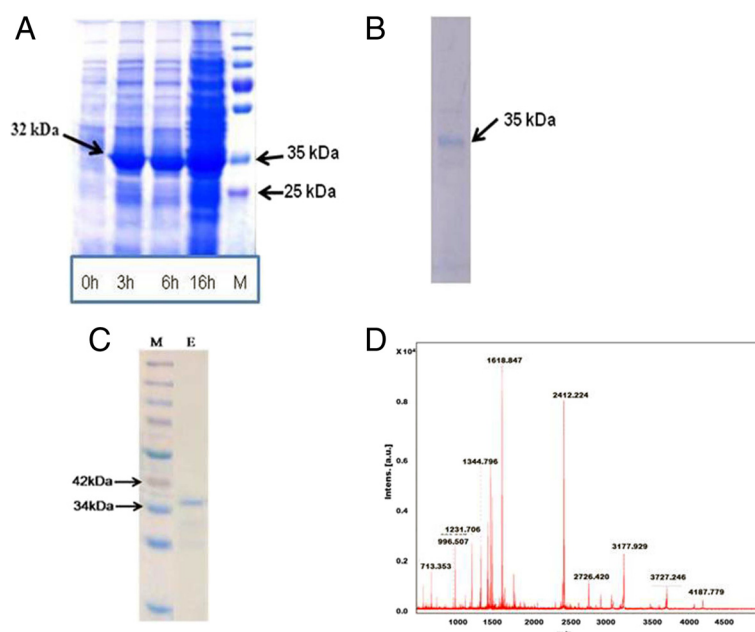 A
32 kDa
35 kDa
25 kDa
0h 3h 6h 16h M
B
35 kDa
C
M E
42kDa
34kDa
D
X10⁴
Intens. [a.u.]
0.8
0.6
0.4
0.2
0.0
1618.847
2412.224
1344.796
1231.706
996.507
713.353
2726.420
3177.929
3727.246
4187.779
1000 1500 2000 2500 3000 3500 4000 4500